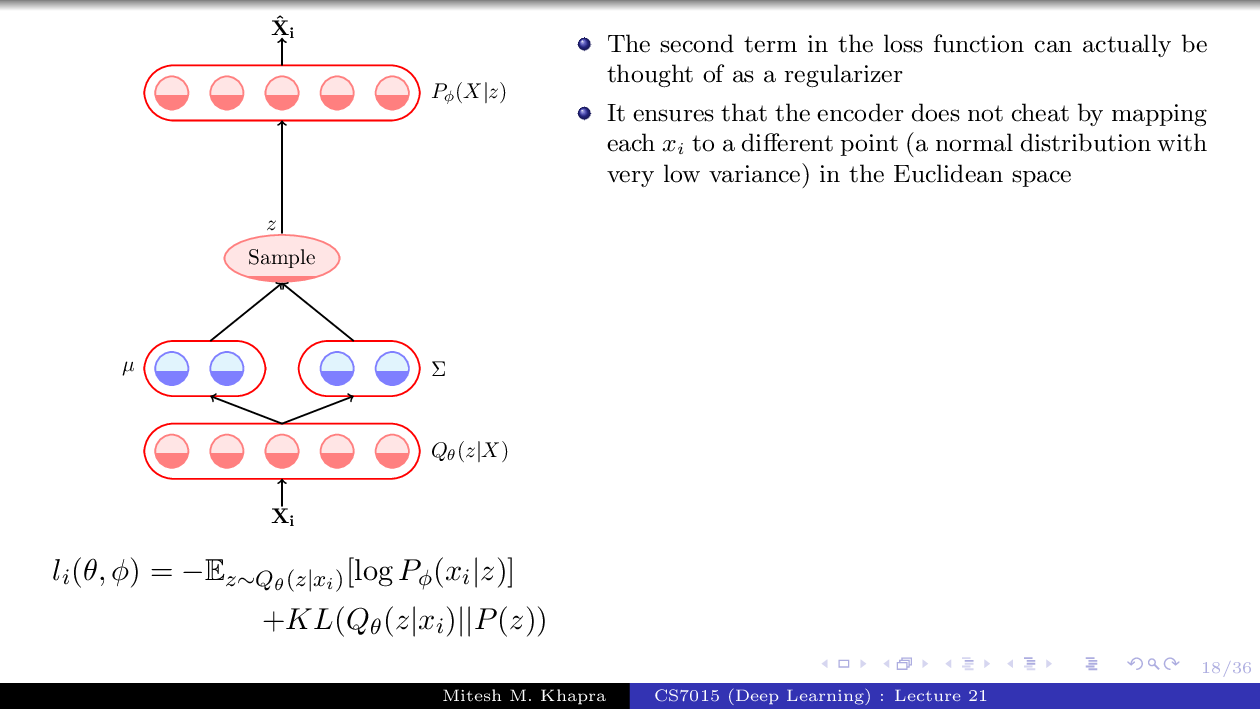 X̂ᵢ
P_ϕ(X|z)
z
Sample
μ
Σ
Q_θ(z|X)
Xᵢ
l_i(θ, ϕ) = −𝔼_{z∼Q_θ(z|x_i)}[log P_ϕ(x_i|z)]
+KL(Q_θ(z|x_i)||P(z))
The second term in the loss function can actually be
thought of as a regularizer
It ensures that the encoder does not cheat by mapping
each x_i to a different point (a normal distribution with
very low variance) in the Euclidean space
18/36
Mitesh M. Khapra
CS7015 (Deep Learning) : Lecture 21